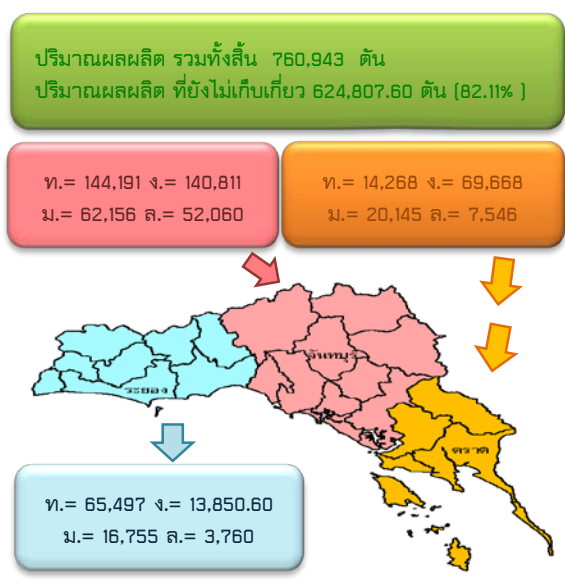 ปริมาณผลผลิต รวมทั้งสิ้น 760,943 ตัน
ปริมาณผลผลิต ที่ยังไม่เก็บเกี่ยว 624,807.60 ตัน (82.11% )
ท.= 144,191 ง.= 140,811
ม.= 62,156 ล.= 52,060
ท.= 14,268 ง.= 69,668
ม.= 20,145 ล.= 7,546
จันทบุรี
ระยอง
ตราด
ท.= 65,497 ง.= 13,850.60
ม.= 16,755 ล.= 3,760